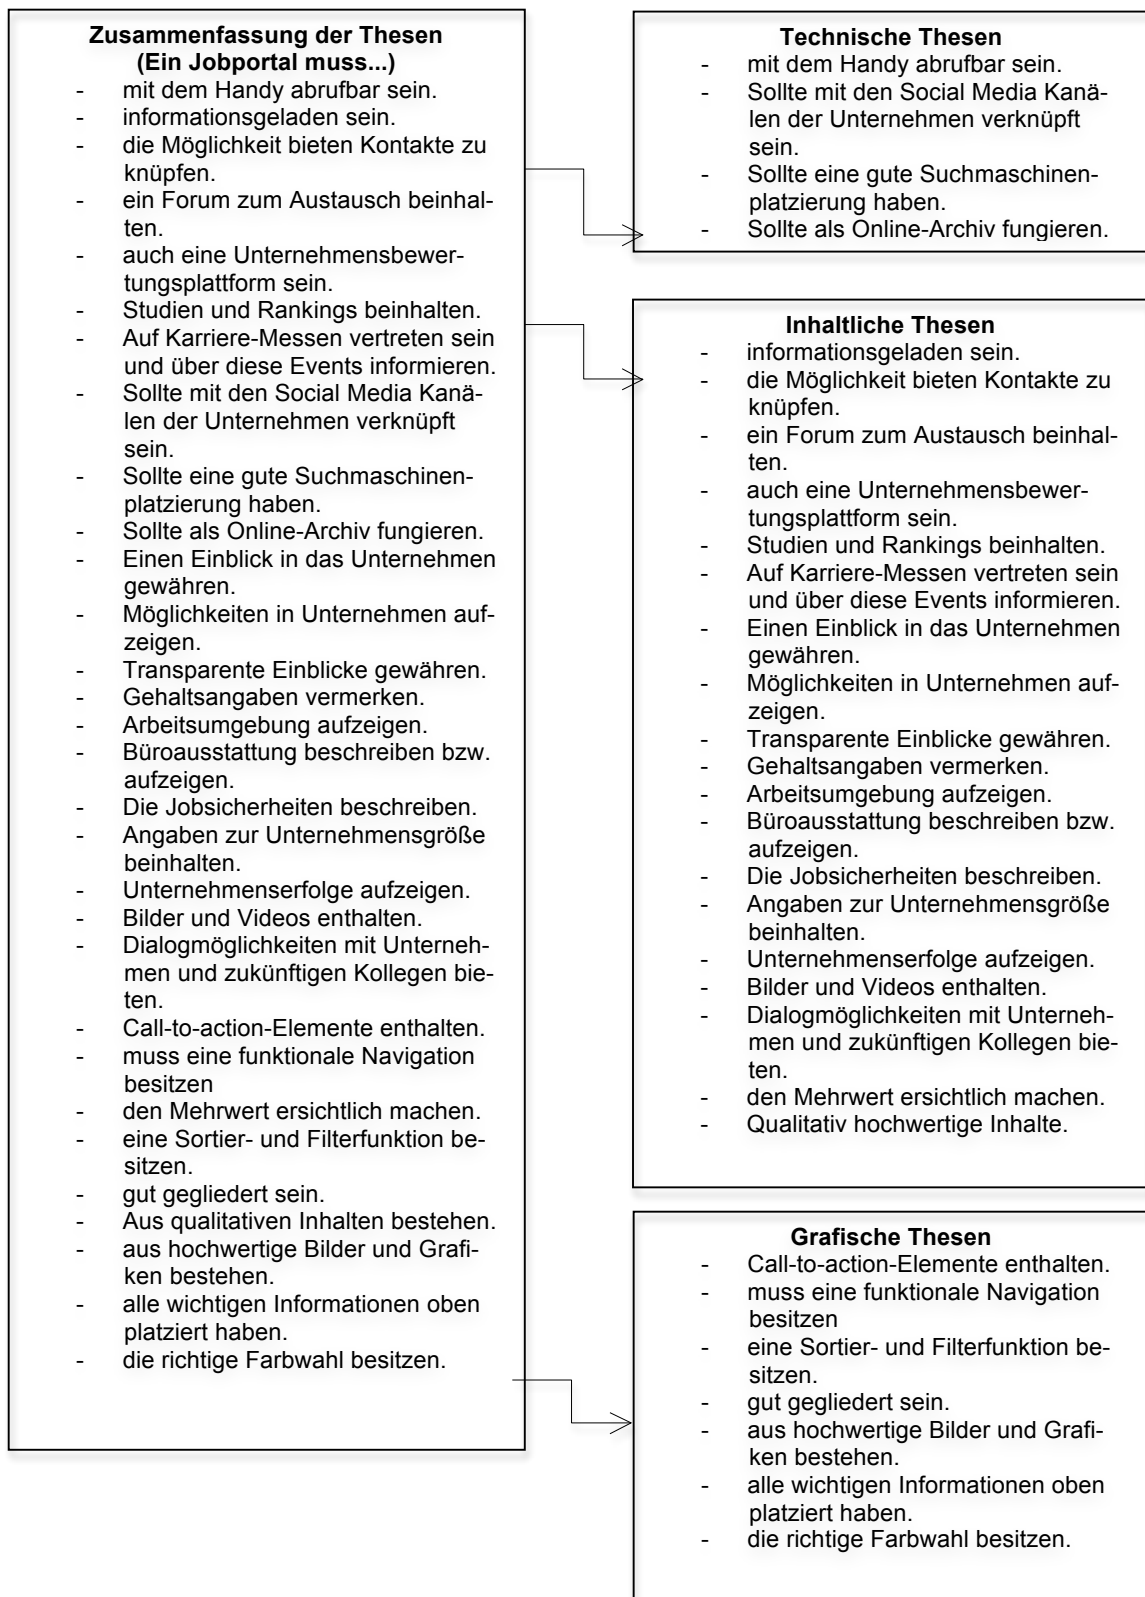 Zusammenfassung der Thesen
(Ein Jobportal muss...)
- mit dem Handy abrufbar sein.
- informationsgeladen sein.
- die Möglichkeit bieten Kontakte zu
knüpfen.
- ein Forum zum Austausch beinhal-
ten.
- auch eine Unternehmensbewer-
tungsplattform sein.
- Studien und Rankings beinhalten.
- Auf Karriere-Messen vertreten sein
und über diese Events informieren.
- Sollte mit den Social Media Kanä-
len der Unternehmen verknüpft
sein.
- Sollte eine gute Suchmaschinen-
platzierung haben.
- Sollte als Online-Archiv fungieren.
- Einen Einblick in das Unternehmen
gewähren.
- Möglichkeiten in Unternehmen auf-
zeigen.
- Transparente Einblicke gewähren.
- Gehaltsangaben vermerken.
- Arbeitsumgebung aufzeigen.
- Büroausstattung beschreiben bzw.
aufzeigen.
- Die Jobsicherheiten beschreiben.
- Angaben zur Unternehmensgröße
beinhalten.
- Unternehmenserfolge aufzeigen.
- Bilder und Videos enthalten.
- Dialogmöglichkeiten mit Unterneh-
men und zukünftigen Kollegen bie-
ten.
- Call-to-action-Elemente enthalten.
- muss eine funktionale Navigation
besitzen
- den Mehrwert ersichtlich machen.
- eine Sortier- und Filterfunktion be-
sitzen.
- gut gegliedert sein.
- Aus qualitativen Inhalten bestehen.
- aus hochwertige Bilder und Grafi-
ken bestehen.
- alle wichtigen Informationen oben
platziert haben.
- die richtige Farbwahl besitzen.
Technische Thesen
- mit dem Handy abrufbar sein.
- Sollte mit den Social Media Kanä-
len der Unternehmen verknüpft
sein.
- Sollte eine gute Suchmaschinen-
platzierung haben.
- Sollte als Online-Archiv fungieren.
Inhaltliche Thesen
- informationsgeladen sein.
- die Möglichkeit bieten Kontakte zu
knüpfen.
- ein Forum zum Austausch beinhal-
ten.
- auch eine Unternehmensbewer-
tungsplattform sein.
- Studien und Rankings beinhalten.
- Auf Karriere-Messen vertreten sein
und über diese Events informieren.
- Einen Einblick in das Unternehmen
gewähren.
- Möglichkeiten in Unternehmen auf-
zeigen.
- Transparente Einblicke gewähren.
- Gehaltsangaben vermerken.
- Arbeitsumgebung aufzeigen.
- Büroausstattung beschreiben bzw.
aufzeigen.
- Die Jobsicherheiten beschreiben.
- Angaben zur Unternehmensgröße
beinhalten.
- Unternehmenserfolge aufzeigen.
- Bilder und Videos enthalten.
- Dialogmöglichkeiten mit Unterneh-
men und zukünftigen Kollegen bie-
ten.
- den Mehrwert ersichtlich machen.
- Qualitativ hochwertige Inhalte.
Grafische Thesen
- Call-to-action-Elemente enthalten.
- muss eine funktionale Navigation
besitzen
- eine Sortier- und Filterfunktion be-
sitzen.
- gut gegliedert sein.
- aus hochwertige Bilder und Grafi-
ken bestehen.
- alle wichtigen Informationen oben
platziert haben.
- die richtige Farbwahl besitzen.